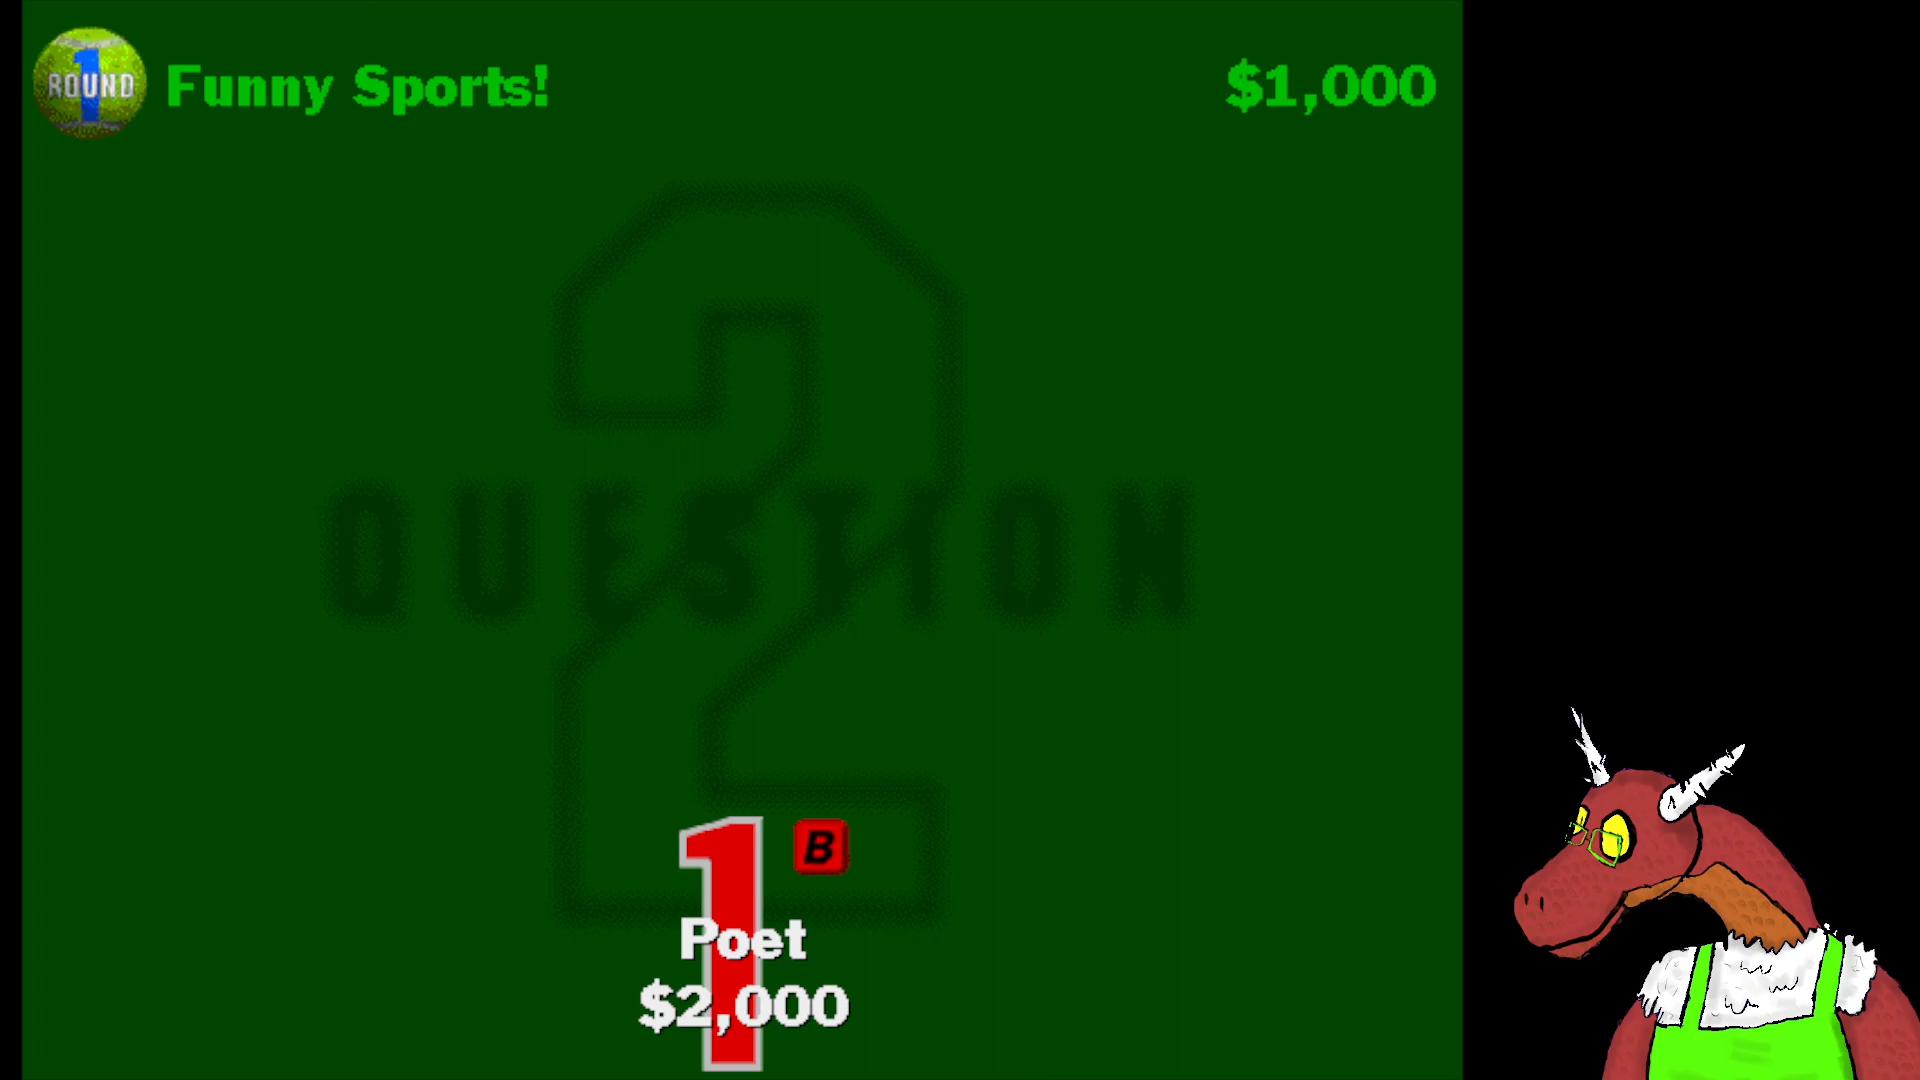 1
ROUND
Funny Sports!
$1,000
2
QUESTION
1
B
Poet
$2,000